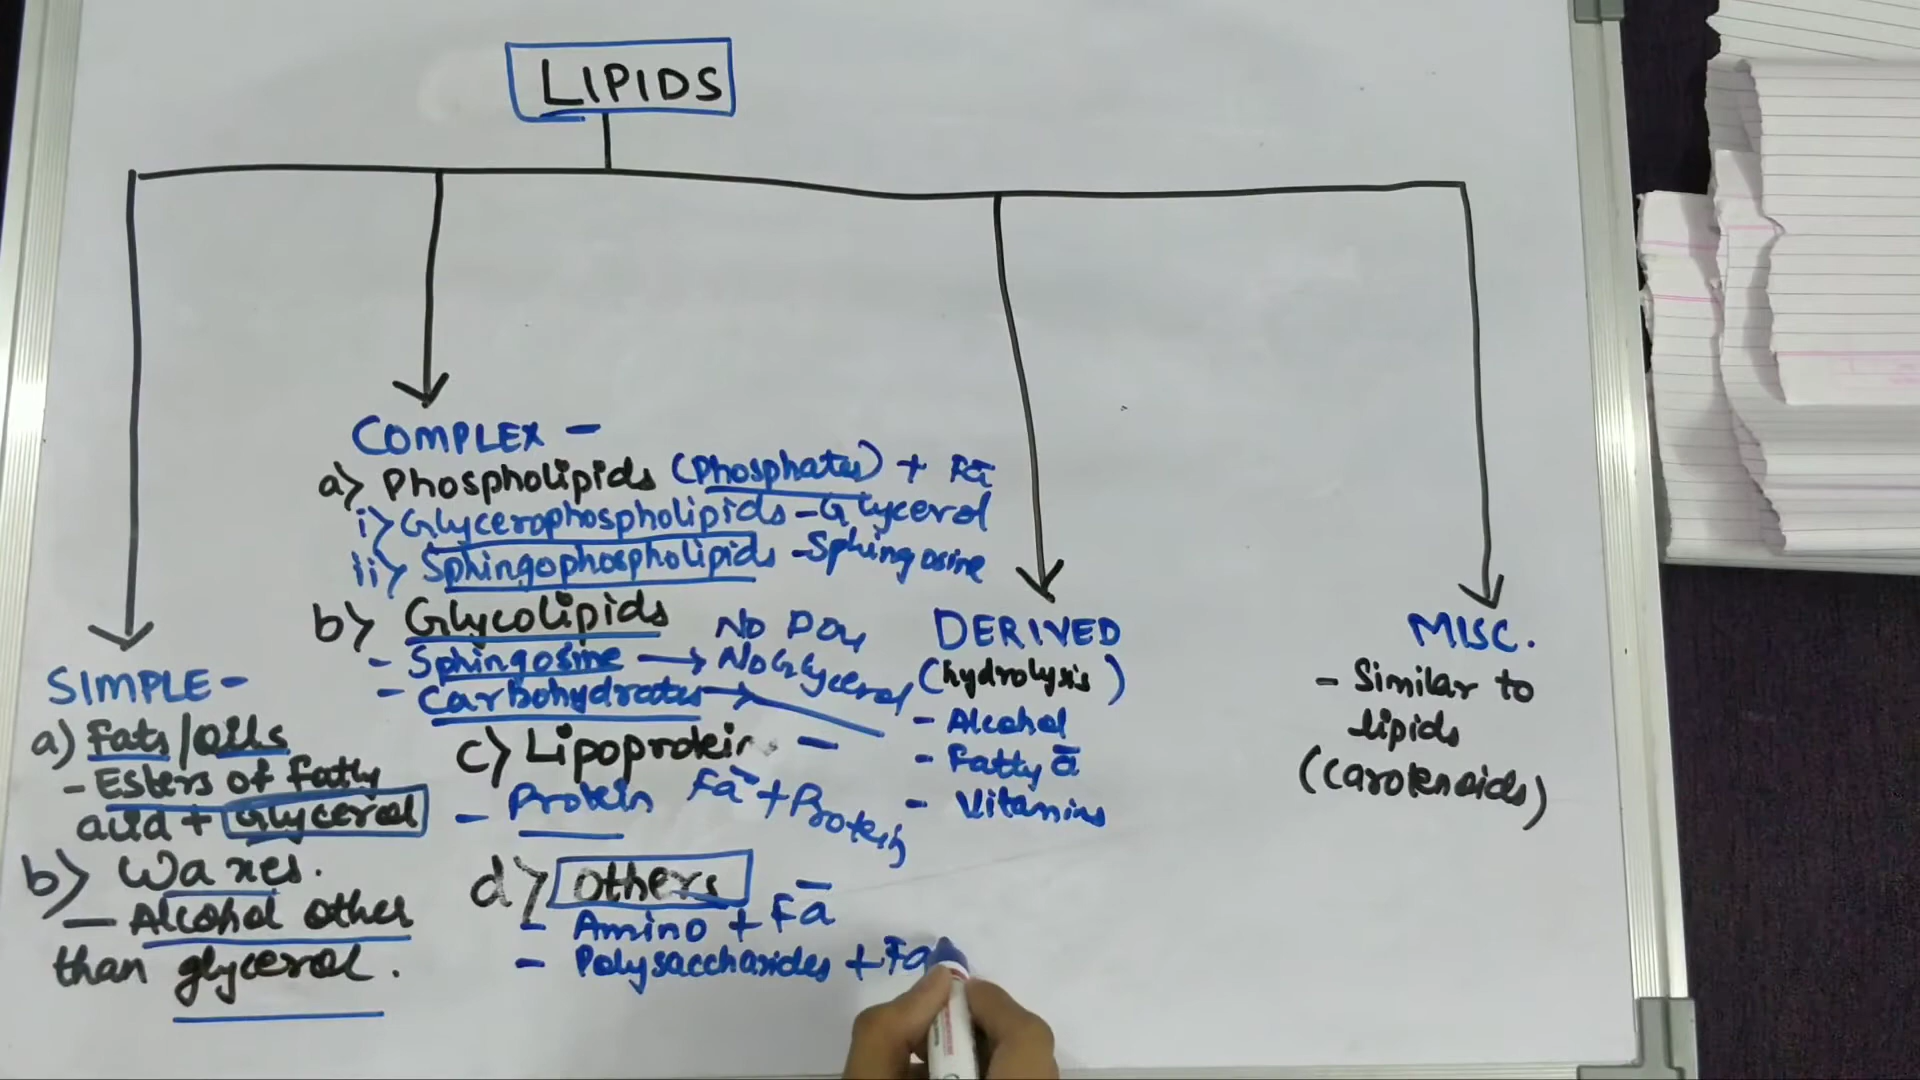 LIPIDS
COMPLEX -
a> Phospholipids (Phosphates) + Fā
i> Glycerophospholipids - Glycerol
ii> Sphingophospholipids - Sphingosine
b> Glycolipids
- Sphingosine → No PO4
No Glycerol
- Carbohydrates →
c> Lipoprotein -
- Protein Fā + Protein
d> Others
- Amino + Fā
- Polysaccharides + Fa
SIMPLE -
a) Fats/Oils
- Esters of fatty
acid + Glycerol
b> Waxes.
- Alcohol other
than glycerol.
DERIVED
(hydrolysis)
- Alcohol
- Fatty ā
- Vitamins
MISC.
- Similar to
lipids
(Carotenoids)